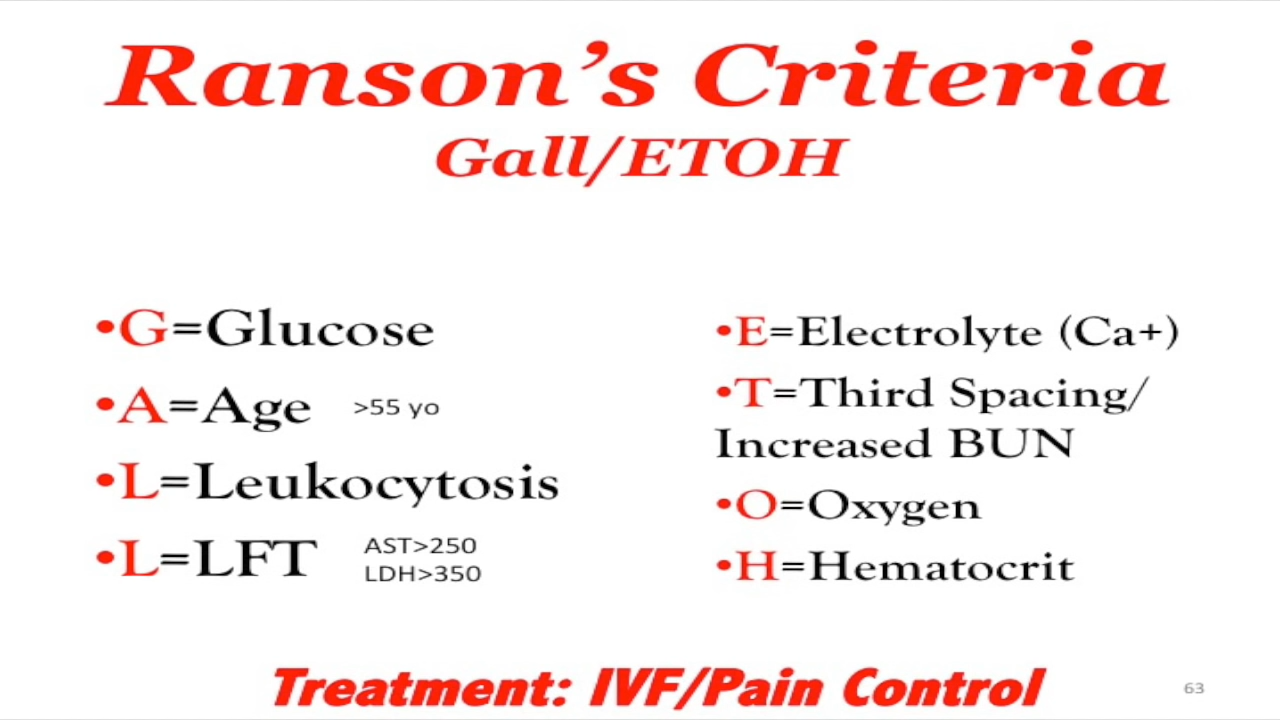 Ranson's Criteria
Gall/ETOH
•G=Glucose
•A=Age >55 yo
•L=Leukocytosis
•L=LFT AST>250
LDH>350
•E=Electrolyte (Ca+)
•T=Third Spacing/
Increased BUN
•O=Oxygen
•H=Hematocrit
Treatment: IVF/Pain Control
63